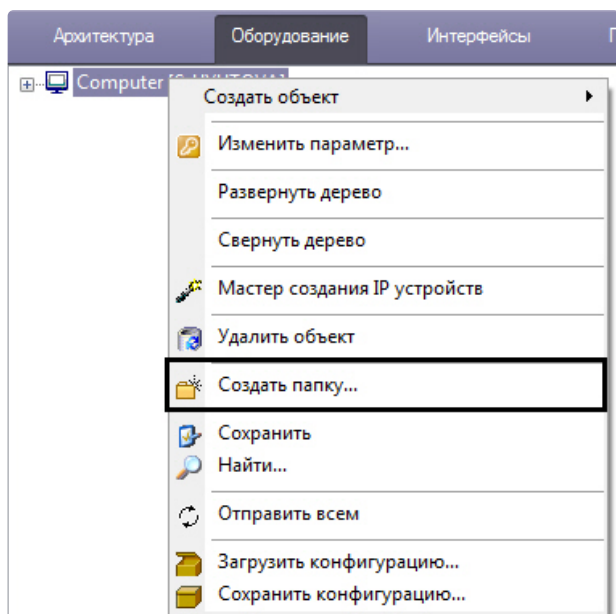 Архитектура Оборудование Интерфейсы
Computer
Создать объект
Изменить параметр...
Развернуть дерево
Свернуть дерево
Мастер создания IP устройств
Удалить объект
Создать папку...
Сохранить
Найти...
Отправить всем
Загрузить конфигурацию...
Сохранить конфигурацию...